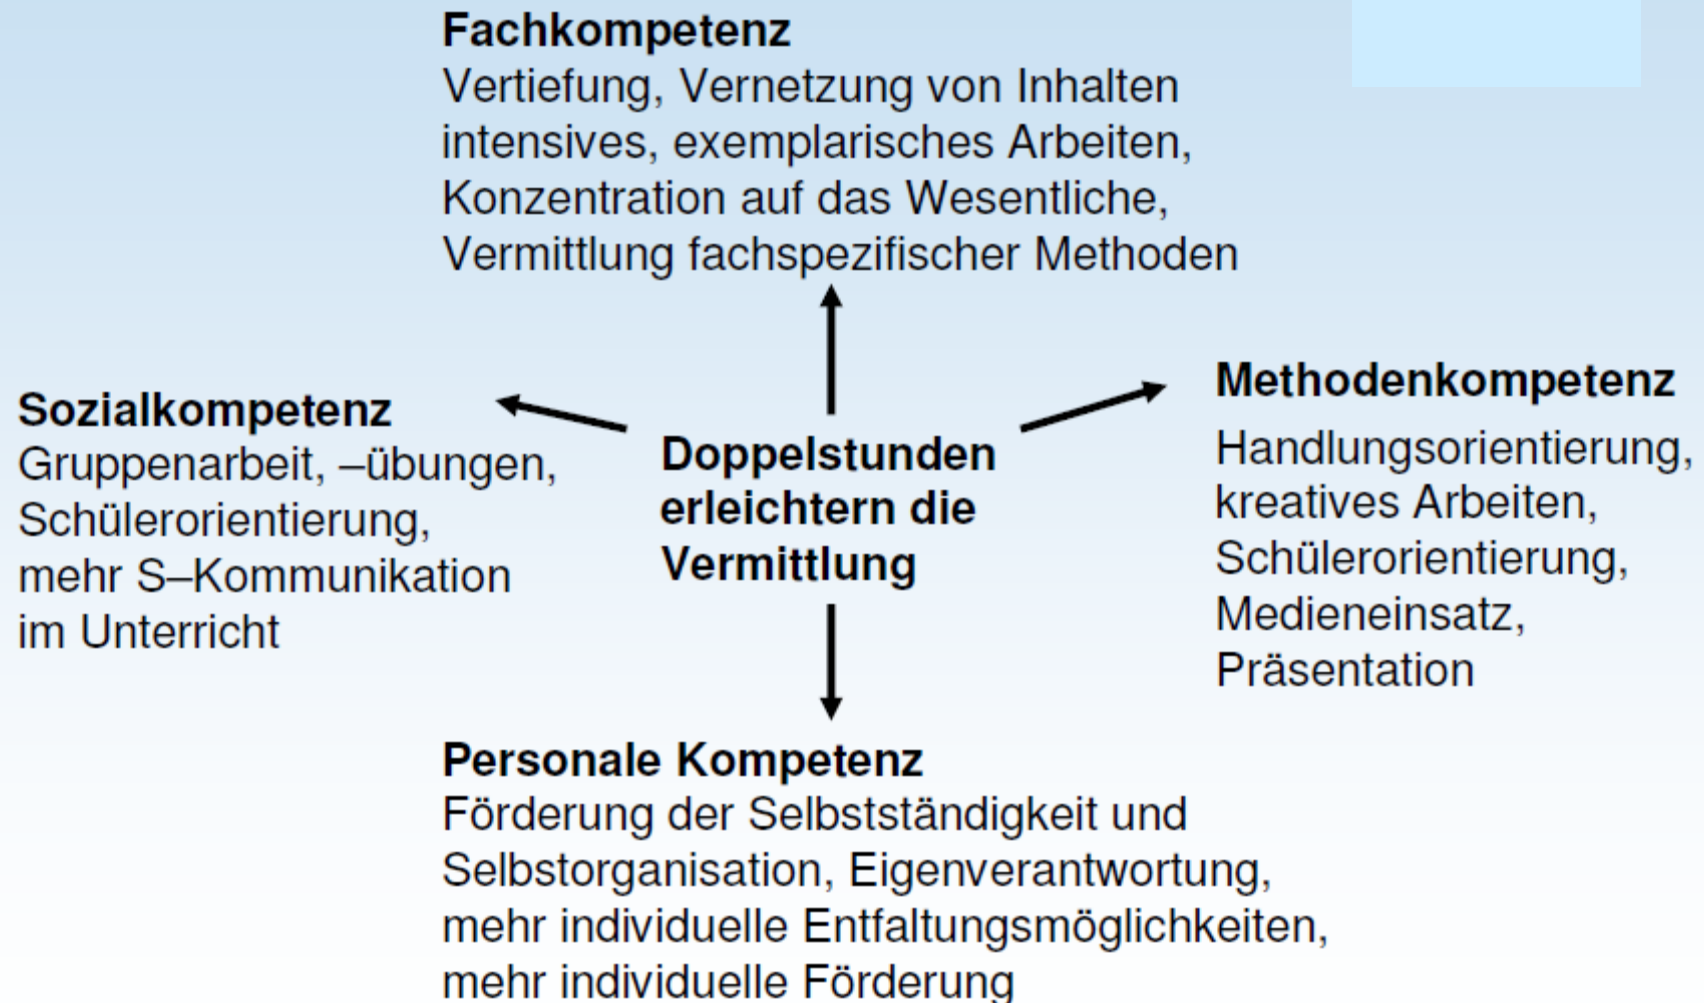 Fachkompetenz
Vertiefung, Vernetzung von Inhalten
intensives, exemplarisches Arbeiten,
Konzentration auf das Wesentliche,
Vermittlung fachspezifischer Methoden
Sozialkompetenz
Gruppenarbeit, –übungen,
Schülerorientierung,
mehr S–Kommunikation
im Unterricht
Doppelstunden
erleichtern die
Vermittlung
Methodenkompetenz
Handlungsorientierung,
kreatives Arbeiten,
Schülerorientierung,
Medieneinsatz,
Präsentation
Personale Kompetenz
Förderung der Selbstständigkeit und
Selbstorganisation, Eigenverantwortung,
mehr individuelle Entfaltungsmöglichkeiten,
mehr individuelle Förderung